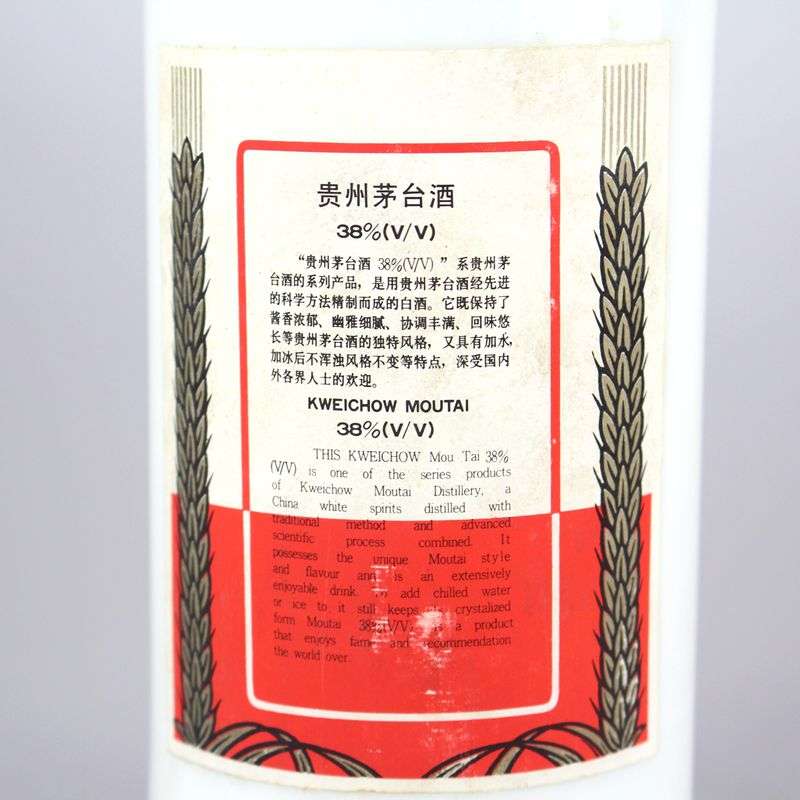 贵州茅台酒
38%(V/V)
“贵州茅台酒 38%(V/V)”系贵州茅
台酒的系列产品，是用贵州茅台酒经先进
的科学方法精制而成的白酒。它既保持了
酱香浓郁、幽雅细腻、协调丰满、回味悠
长等贵州茅台酒的独特风格，又具有加水，
加冰后不浑浊风格不变等特点，深受国内
外各界人士的欢迎。
KWEICHOW MOUTAI
38%(V/V)
THIS KWEICHOW Mou Tai 38%
(V/V) is one of the series products
of Kweichow Moutai Distillery, a
China white spirits distilled with
traditional method and advanced
scientific process combined. It
possesses the unique Moutai style
and flavour and is an extensively
enjoyable drink. add chilled water
or ice to it still keeps crystalized
form Moutai 38%(V/V) is a product
that enjoys fame and recommendation
the world over.